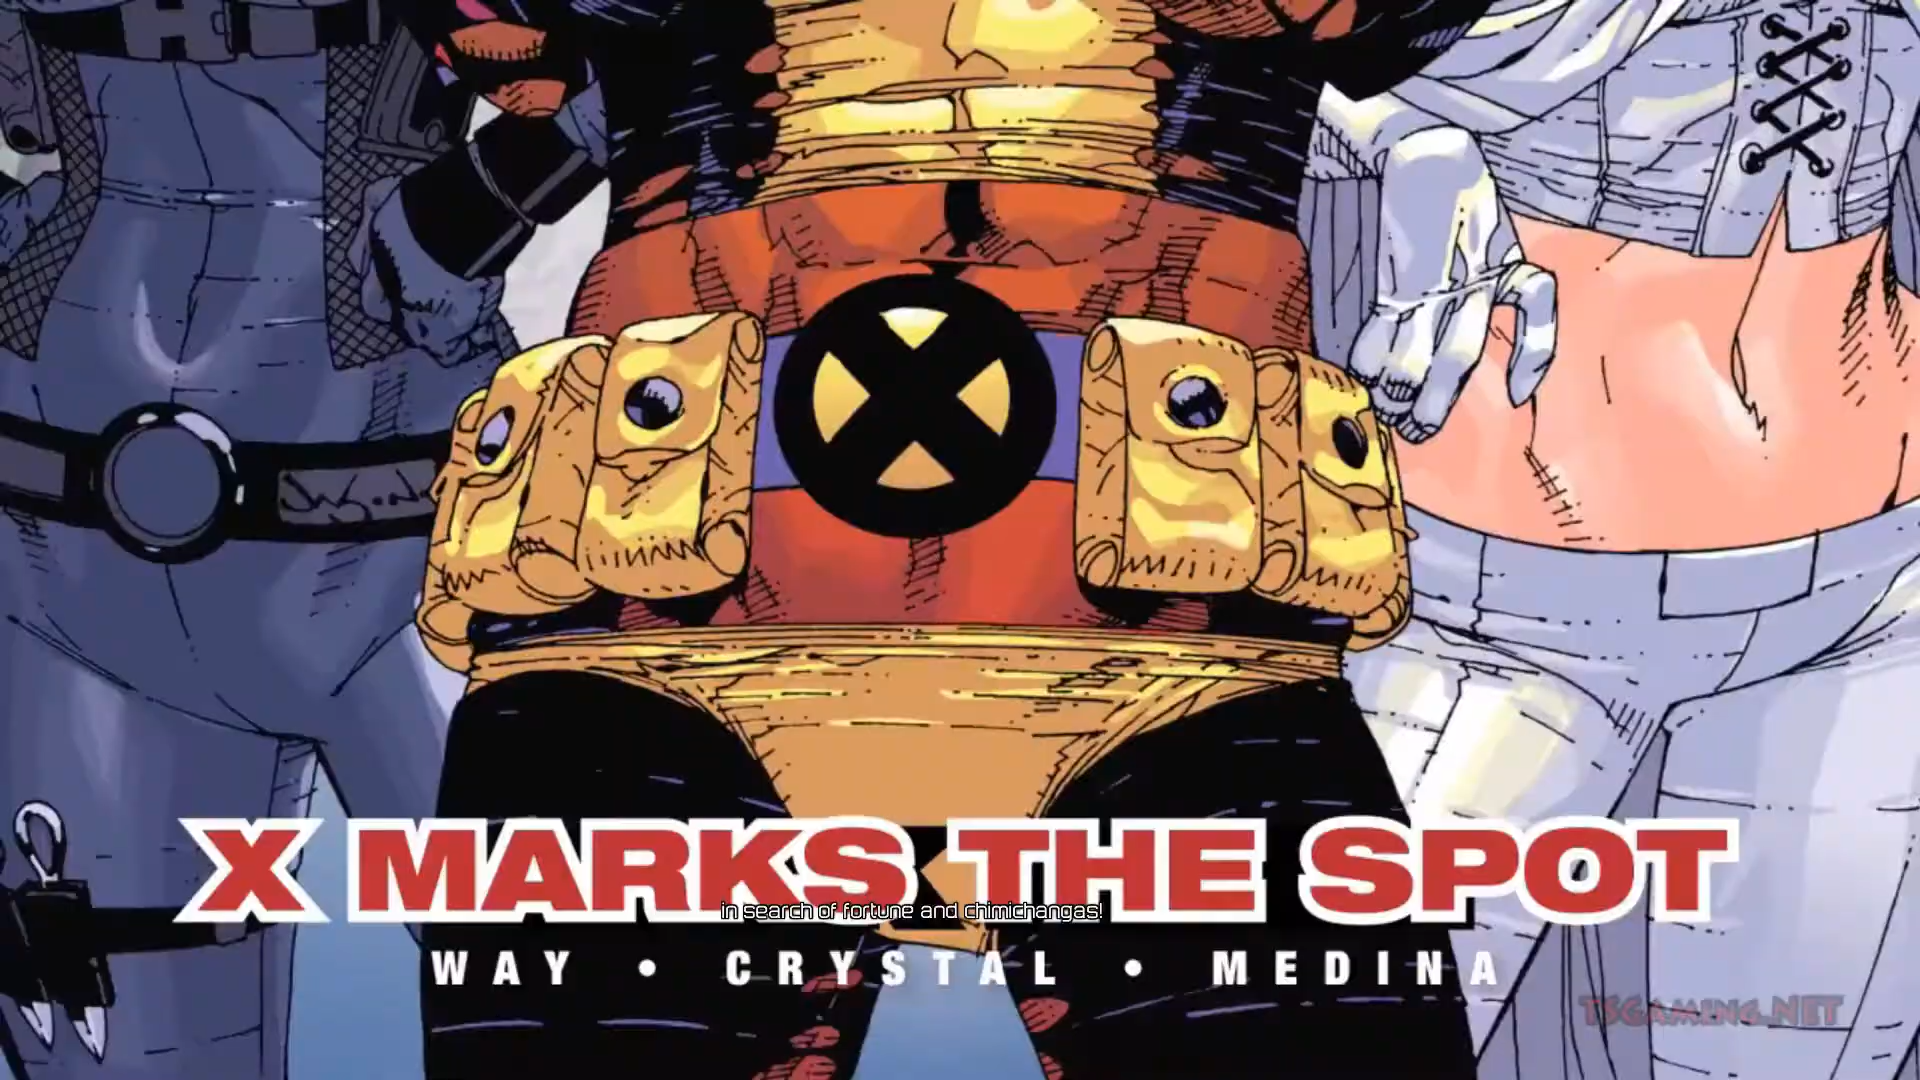 X MARKS THE SPOT
in search of fortune and chimichangas!
WAY • CRYSTAL • MEDINA
TSGAMING.NET